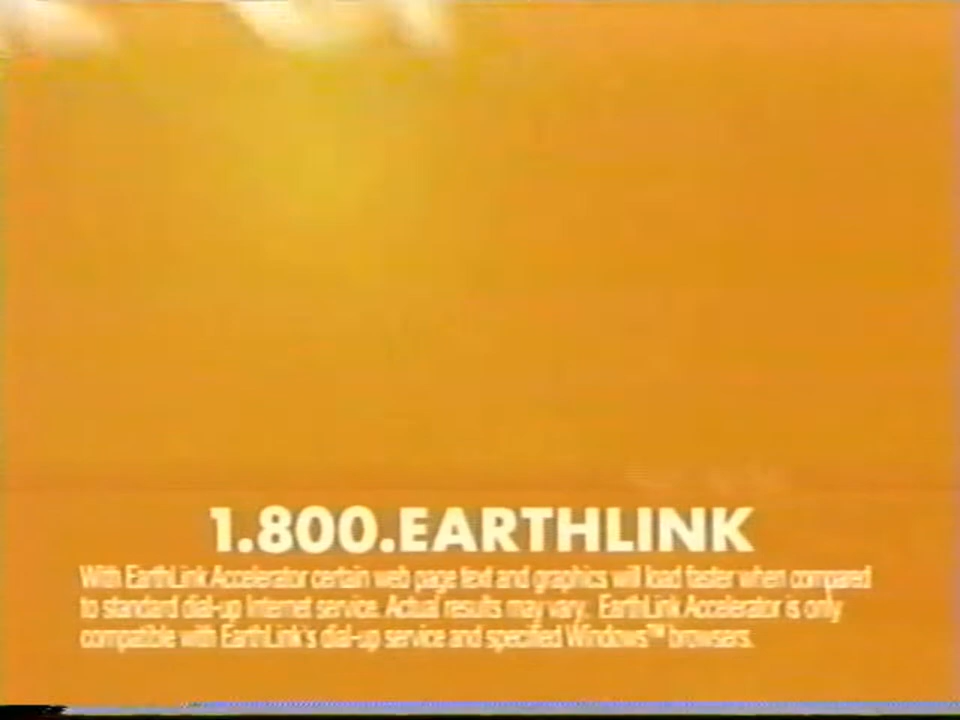 1.800.EARTHLINK
With EarthLink Accelerator certain web page text and graphics will load faster when compared
to standard dial-up Internet service. Actual results may vary. EarthLink Accelerator is only
compatible with EarthLink's dial-up service and specified Windows™ browsers.